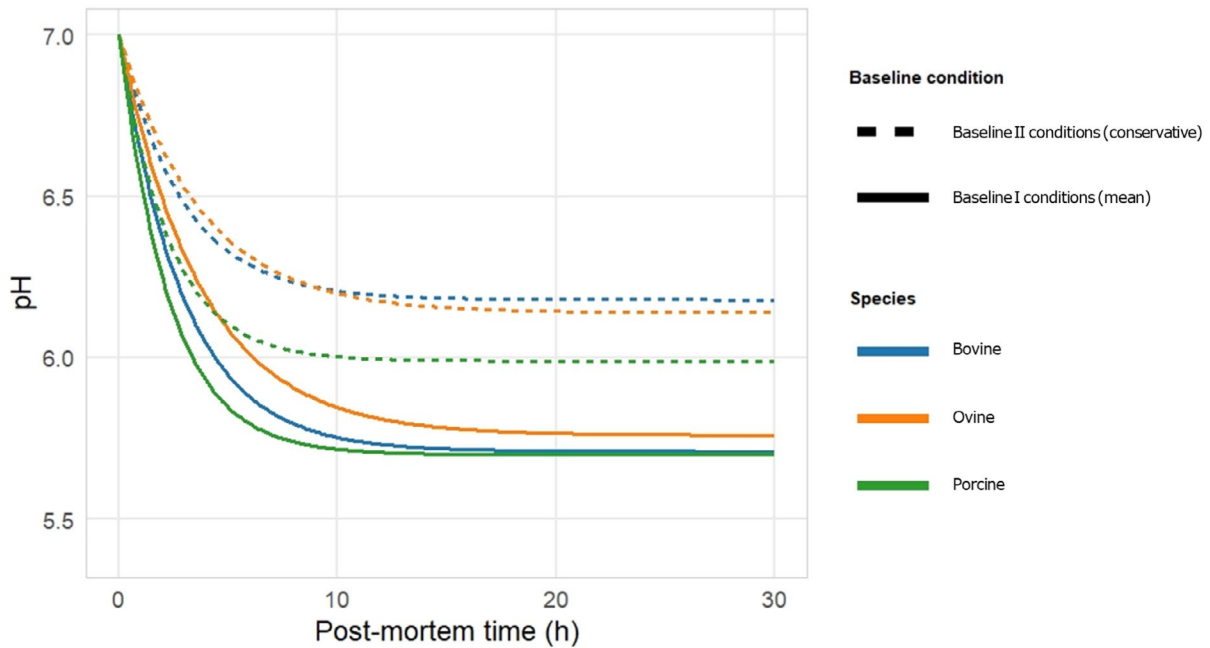 7.0
6.5
6.0
5.5
pH
0 10 20 30
Post-mortem time (h)
Baseline condition
Baseline II conditions (conservative)
Baseline I conditions (mean)
Species
Bovine
Ovine
Porcine